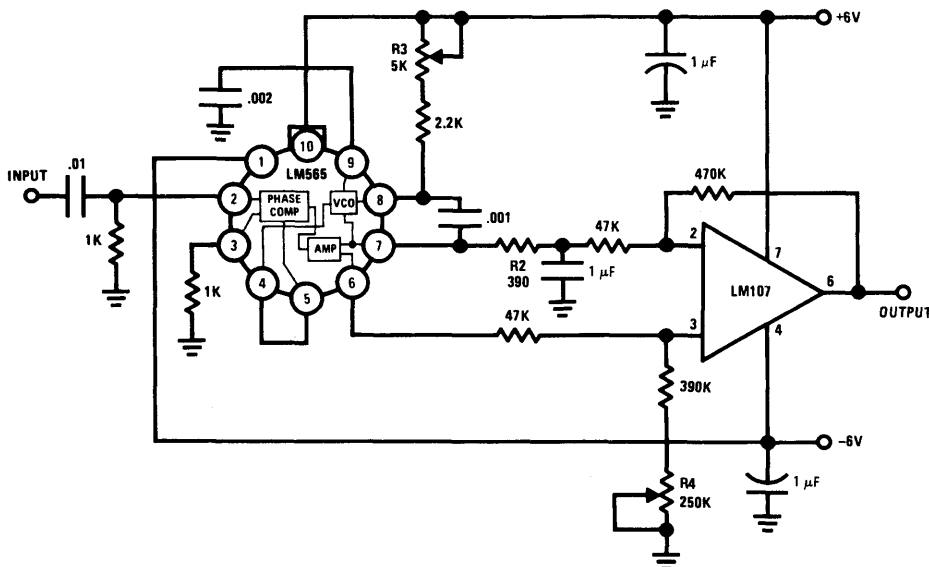 +6V
R3
5K
1 µF
.002
2.2K
10
1
9
LM565
.01
INPUT
470K
2
PHASE
COMP
VCO
8
.001
47K
1K
3
AMP
7
2
7
R2
390
1 µF
LM107
6
OUTPUT
1K
4
5
6
47K
3
4
390K
-6V
R4
250K
1 µF